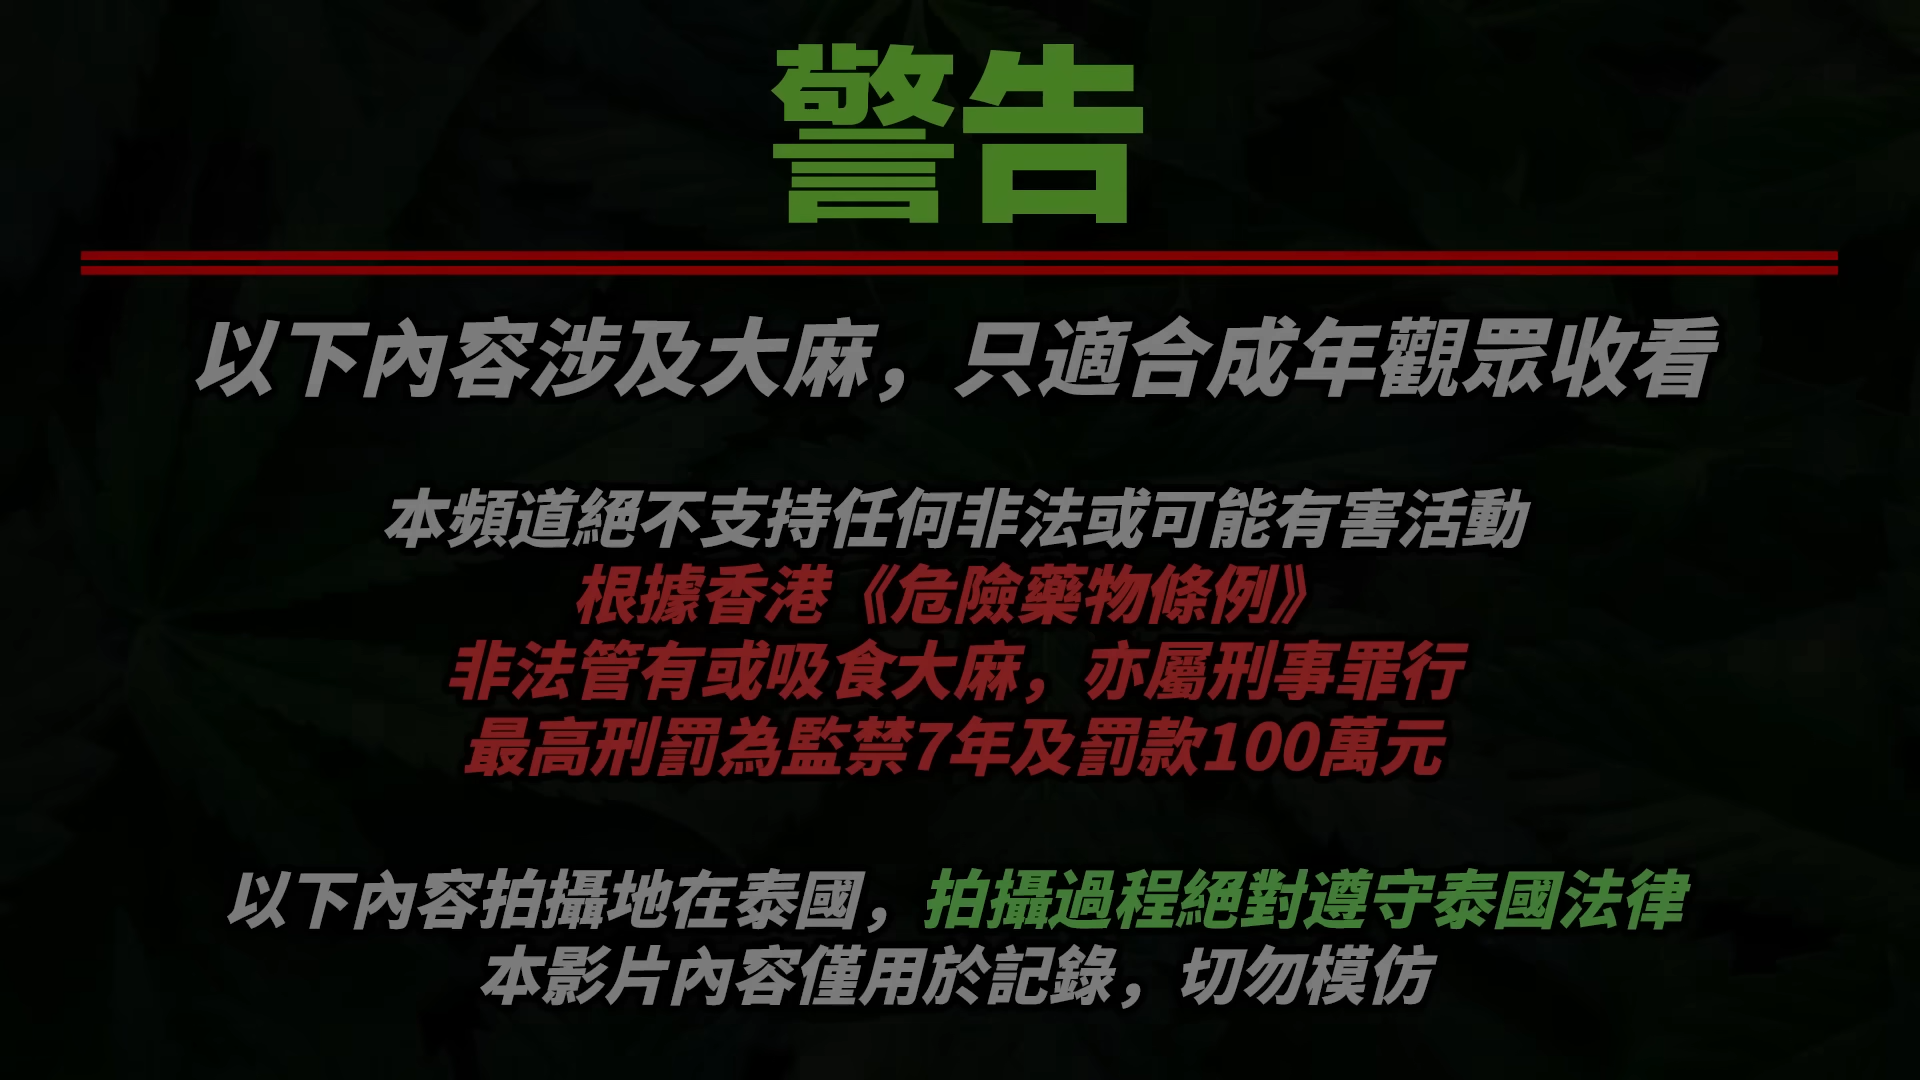 警告
以下內容涉及大麻，只適合成年觀眾收看
本頻道絕不支持任何非法或可能有害活動
根據香港《危險藥物條例》
非法管有或吸食大麻，亦屬刑事罪行
最高刑罰為監禁7年及罰款100萬元
以下內容拍攝地在泰國，拍攝過程絕對遵守泰國法律
本影片內容僅用於記錄，切勿模仿